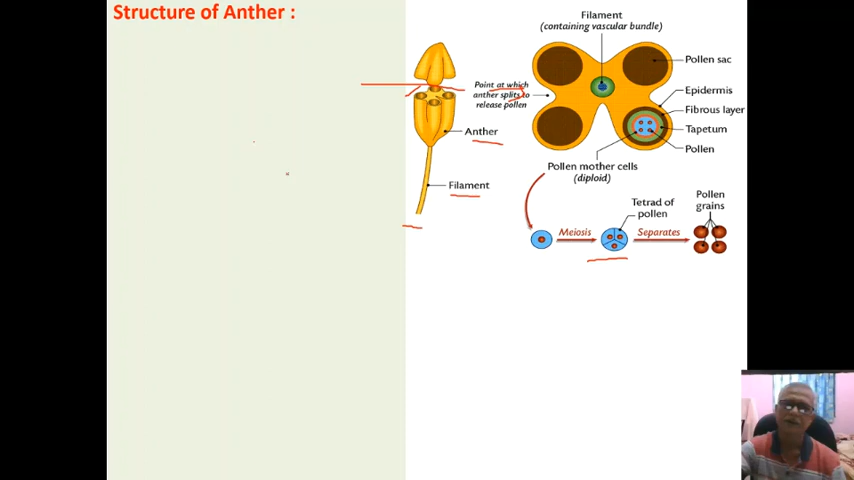 Structure of Anther :
Filament
(containing vascular bundle)
Pollen sac
Point at which
anther splits to
release pollen
Epidermis
Fibrous layer
Anther
Tapetum
Pollen
Pollen mother cells
(diploid)
Filament
Tetrad of
pollen
Pollen
grains
Meiosis
Separates